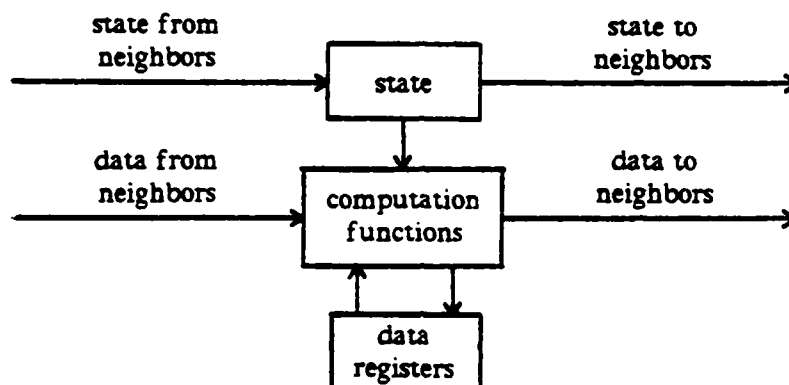 state from
neighbors
state to
neighbors
state
data from
neighbors
data to
neighbors
computation
functions
data
registers